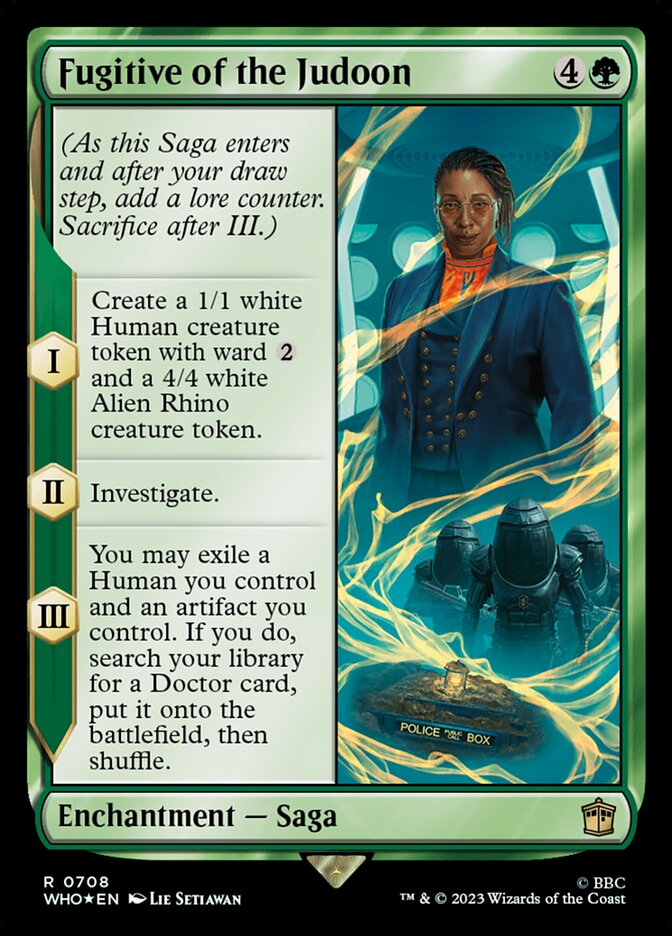 Fugitive of the Judoon 4
(As this Saga enters
and after your draw
step, add a lore counter.
Sacrifice after III.)
I
Create a 1/1 white
Human creature
token with ward 2
and a 4/4 white
Alien Rhino
creature token.
II
Investigate.
III
You may exile a
Human you control
and an artifact you
control. If you do,
search your library
for a Doctor card,
put it onto the
battlefield, then
shuffle.
POLICE PUBLIC CALL BOX
Enchantment — Saga
R 0708
WHO★EN Lie Setiawan
© BBC
™ & © 2023 Wizards of the Coast